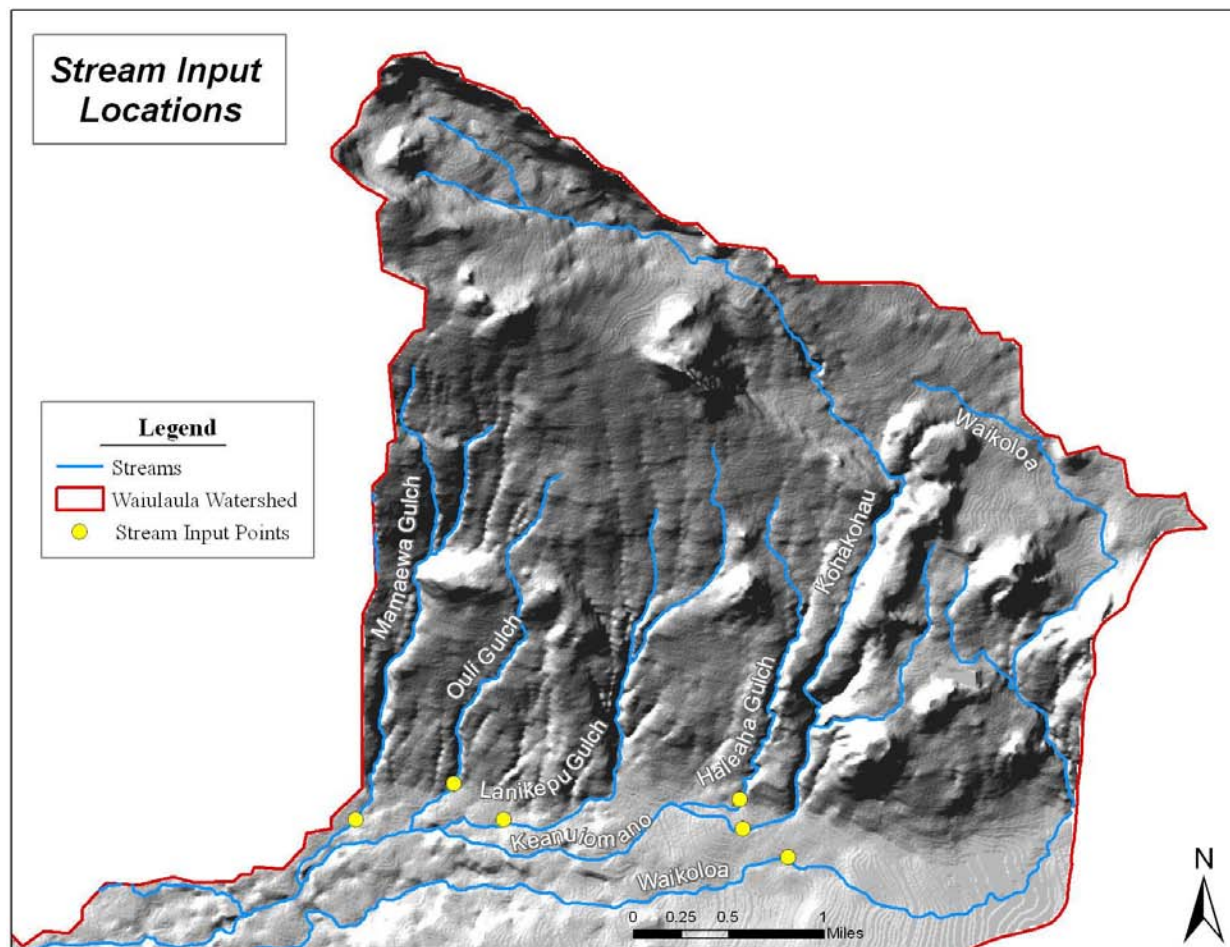 Stream Input
Locations
Legend
Streams
Waiulaula Watershed
Stream Input Points
Waikoloa
Kohakohau
Mamaewa Gulch
Ouli Gulch
Haleaha Gulch
Lanikepu Gulch
Keanuiomano
Waikoloa
N
0 0.25 0.5 1
Miles